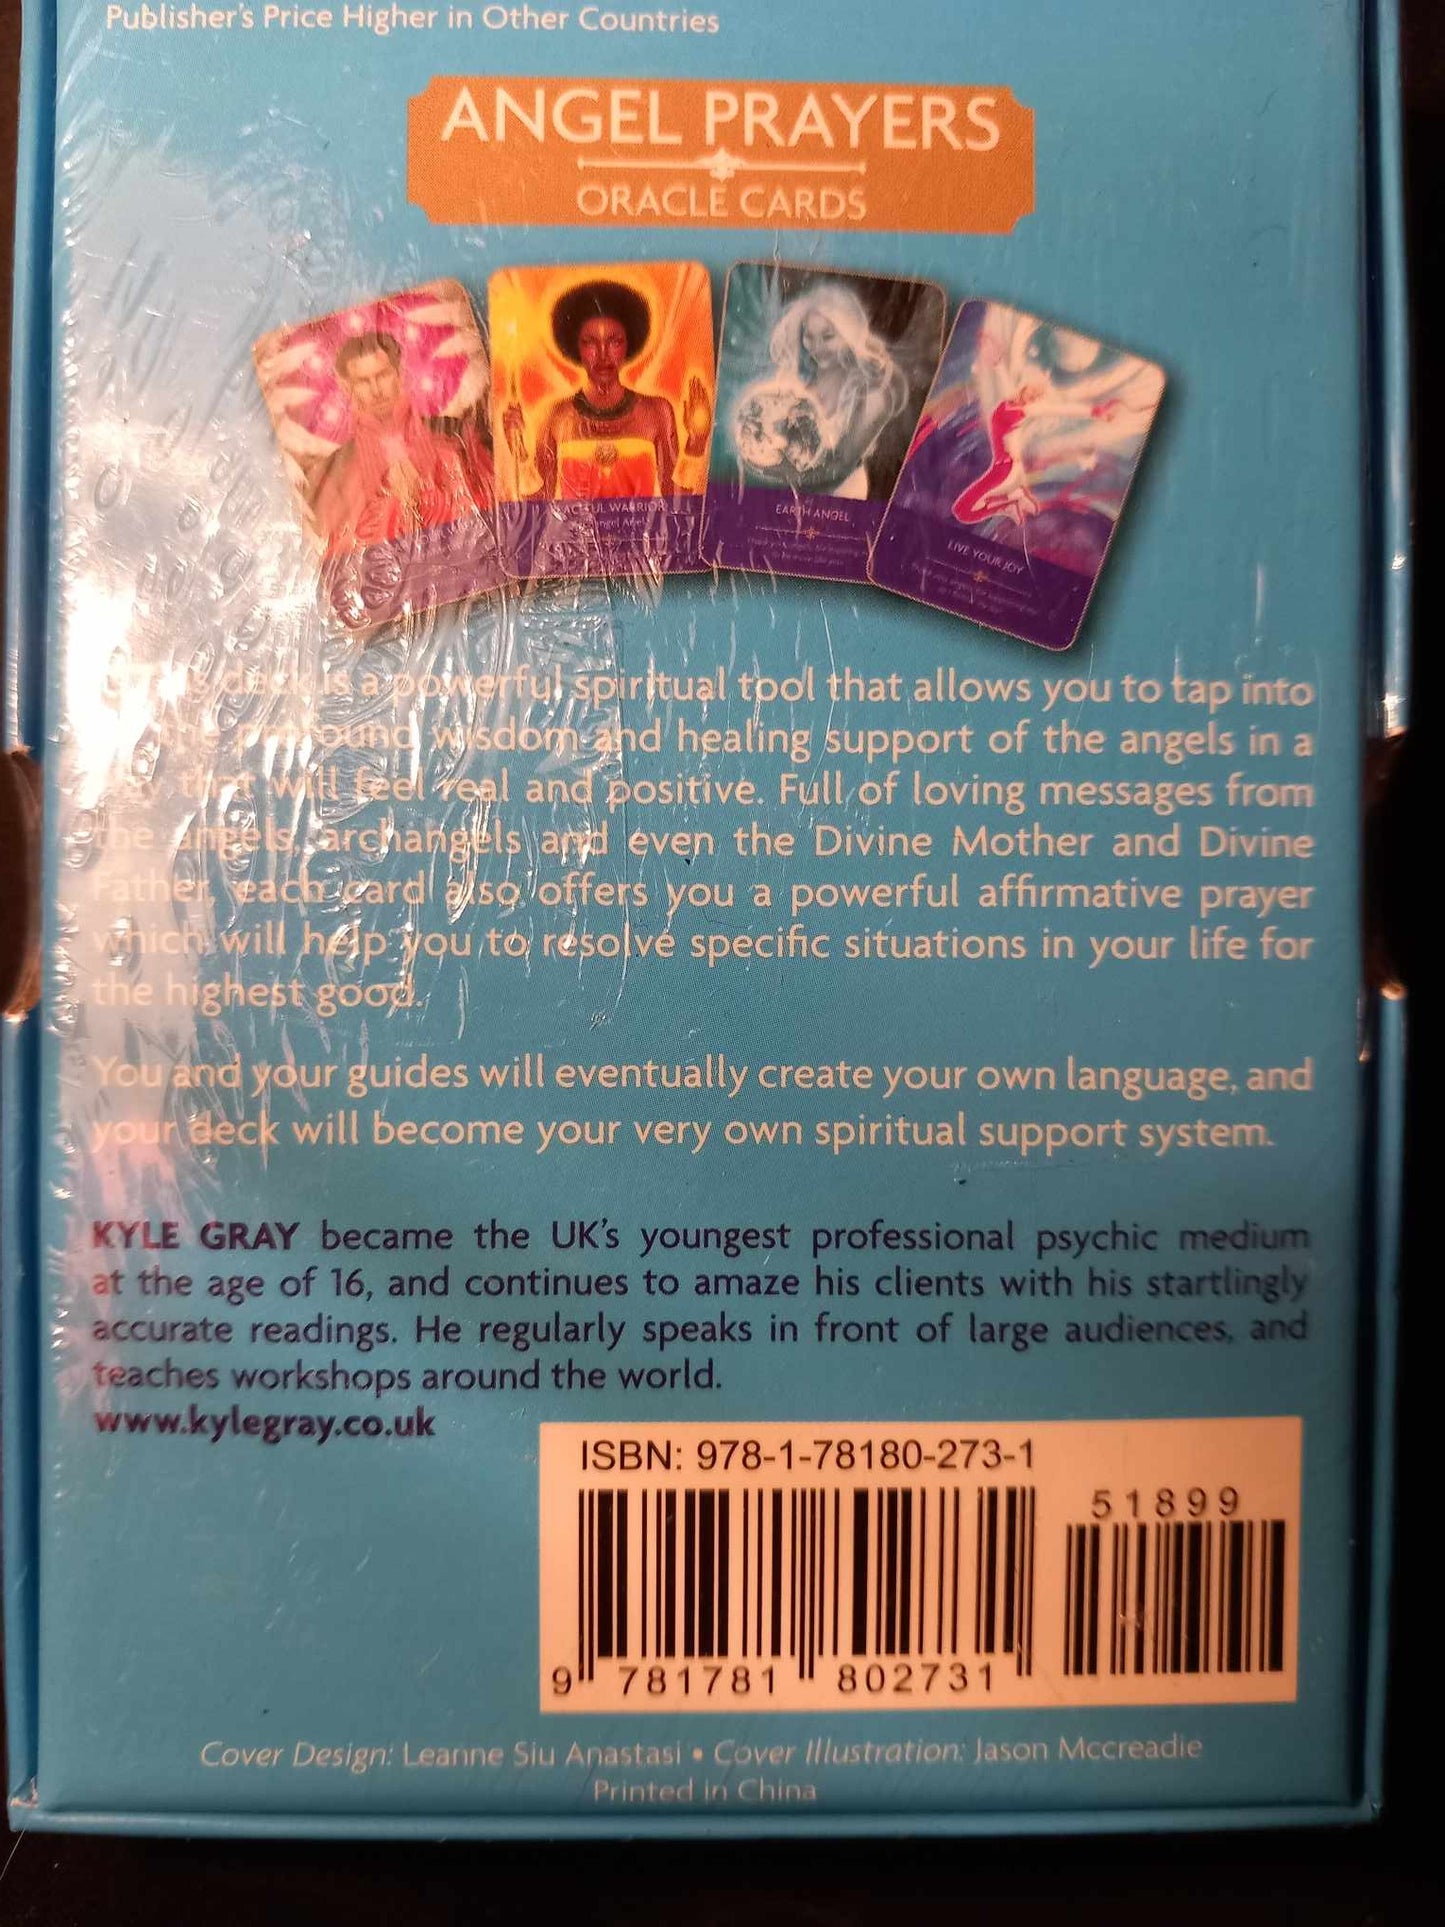 Publisher's Price Higher in Other Countries
ANGEL PRAYERS
ORACLE CARDS
WARRIOR
EARTH ANGEL
LIVE YOUR JOY
deck is a powerful spiritual tool that allows you to tap into
profound wisdom and healing support of the angels in a
that will feel real and positive. Full of loving messages from
the angels, archangels and even the Divine Mother and Divine
Father, each card also offers you a powerful affirmative prayer
which will help you to resolve specific situations in your life for
the highest good.
You and your guides will eventually create your own language, and
your deck will become your very own spiritual support system.
KYLE GRAY became the UK's youngest professional psychic medium
at the age of 16, and continues to amaze his clients with his startlingly
accurate readings. He regularly speaks in front of large audiences, and
teaches workshops around the world.
www.kylegray.co.uk
ISBN: 978-1-78180-273-1
51899
9 781781 802731
Cover Design: Leanne Siu Anastasi • Cover Illustration: Jason Mccreadie
Printed in China